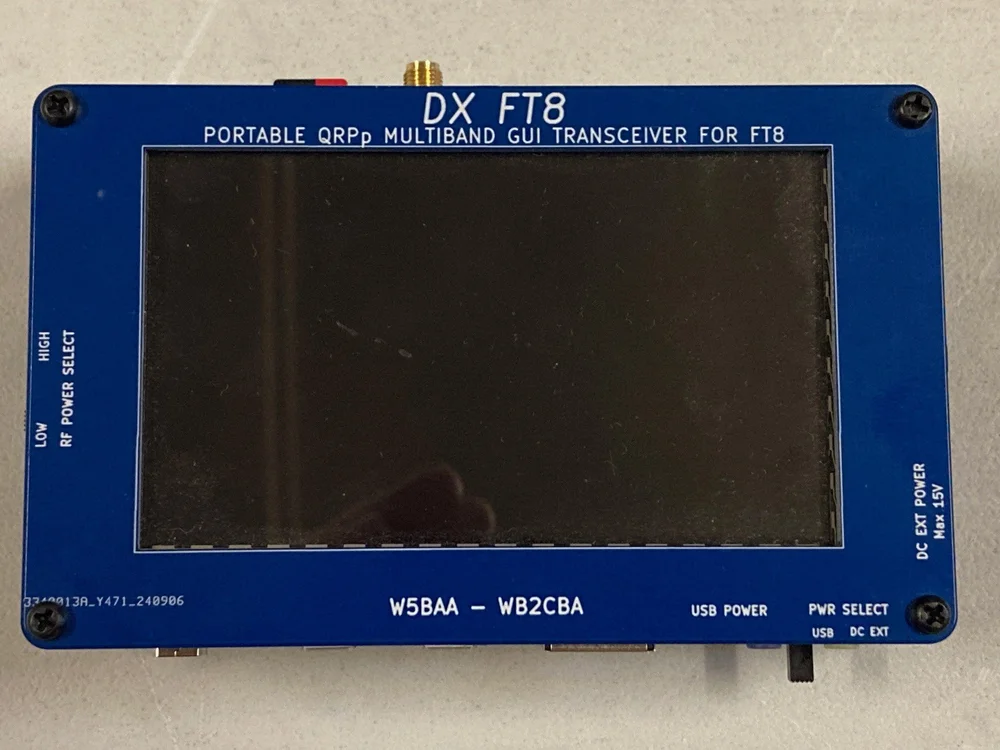 DX FT8
PORTABLE QRPp MULTIBAND GUI TRANSCEIVER FOR FT8
LOW HIGH
RF POWER SELECT
DC EXT POWER
Max 15V
W5BAA - WB2CBA
USB POWER
PWR SELECT
USB DC EXT